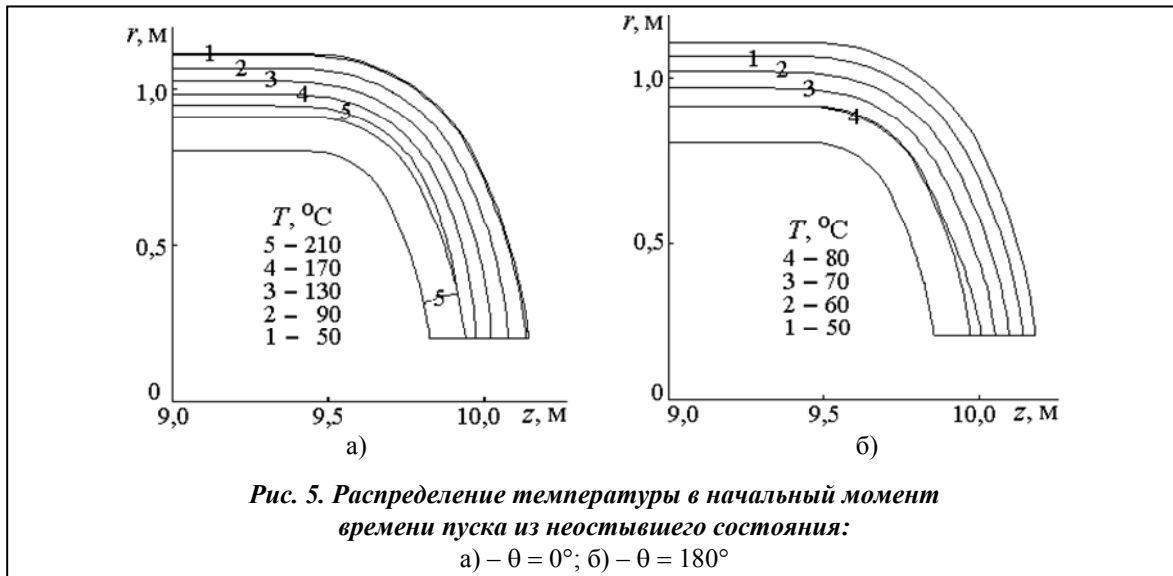 r, м
1
2
3
4
5
1,0
T, °C
5 – 210
4 – 170
3 – 130
2 – 90
1 – 50
5
0,5
0
9,0
9,5
10,0
z, м
а)
r, м
1
2
3
4
1,0
T, °C
4 – 80
3 – 70
2 – 60
1 – 50
0,5
0
9,0
9,5
10,0
z, м
б)
Рис. 5. Распределение температуры в начальный момент
времени пуска из неостывшего состояния:
а) – θ = 0°; б) – θ = 180°